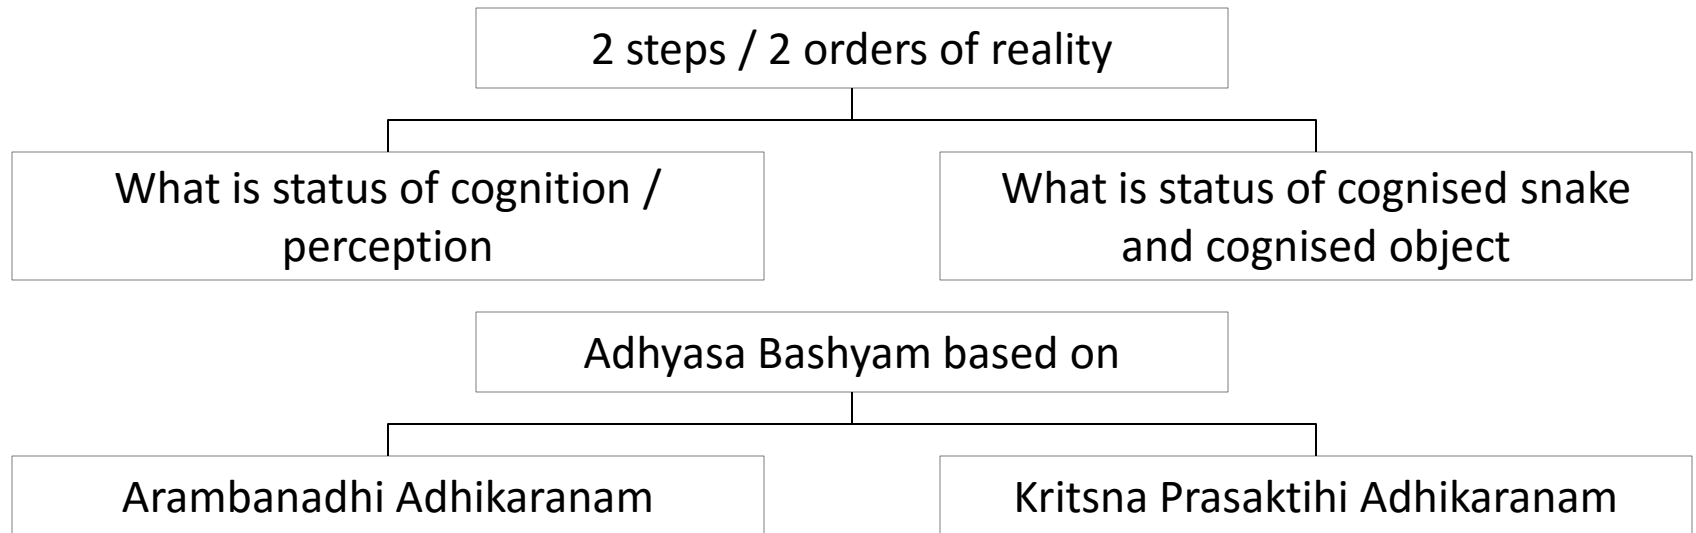 2 steps / 2 orders of reality
What is status of cognition /
perception
What is status of cognised snake
and cognised object
Adhyasa Bashyam based on
Arambanadhi Adhikaranam
Kritsna Prasaktihi Adhikaranam